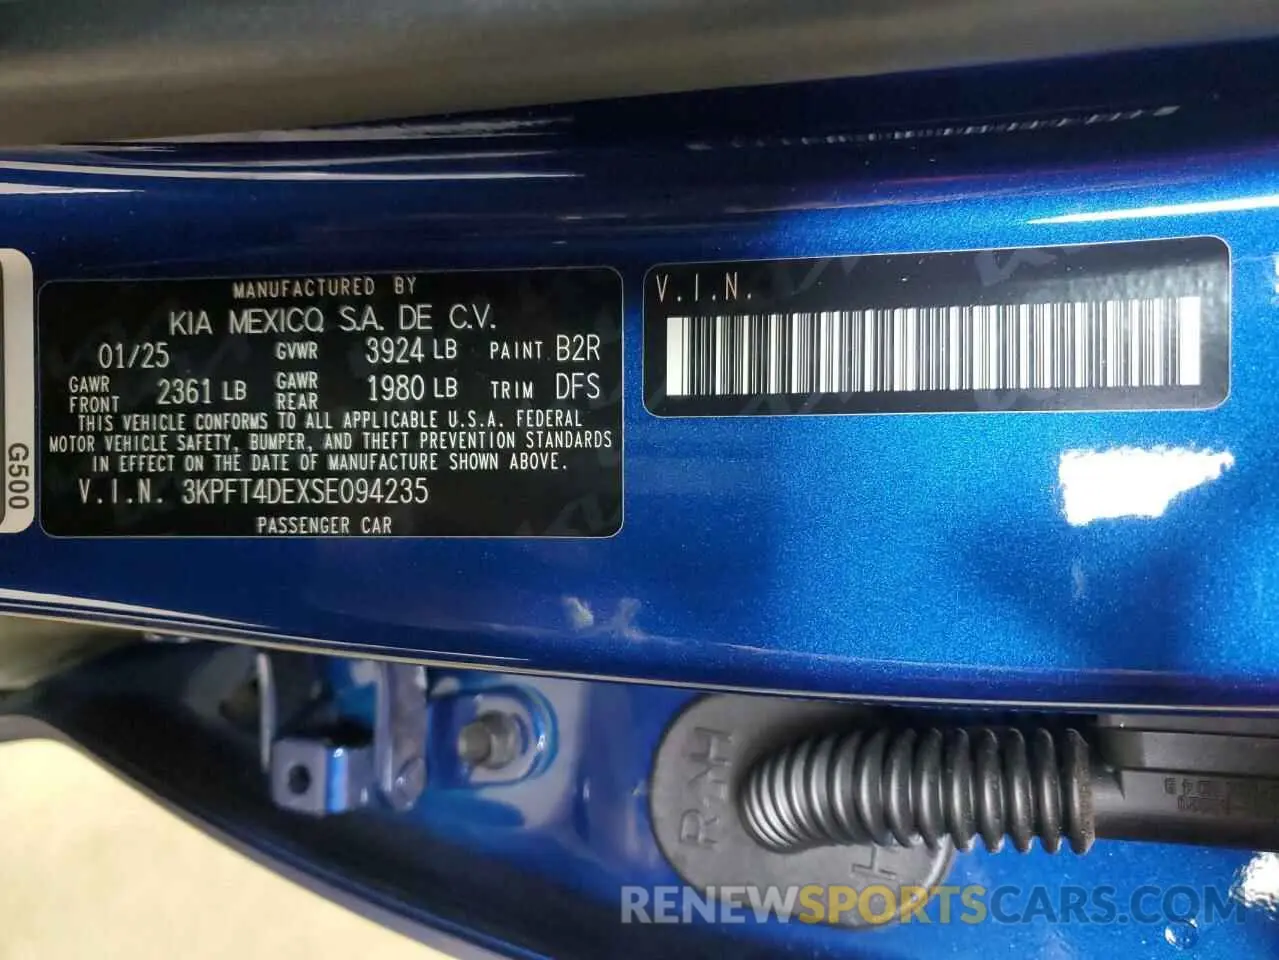 MANUFACTURED BY
KIA MEXICO S.A. DE C.V.
01/25 GVWR 3924 LB PAINT B2R
GAWR FRONT 2361 LB GAWR REAR 1980 LB TRIM DFS
THIS VEHICLE CONFORMS TO ALL APPLICABLE U.S.A. FEDERAL
MOTOR VEHICLE SAFETY, BUMPER, AND THEFT PREVENTION STANDARDS
IN EFFECT ON THE DATE OF MANUFACTURE SHOWN ABOVE.
V.I.N. 3KPFT4DEXSE094235
PASSENGER CAR
V.I.N.
G500
RH
RENEWSPORTSCARS.COM